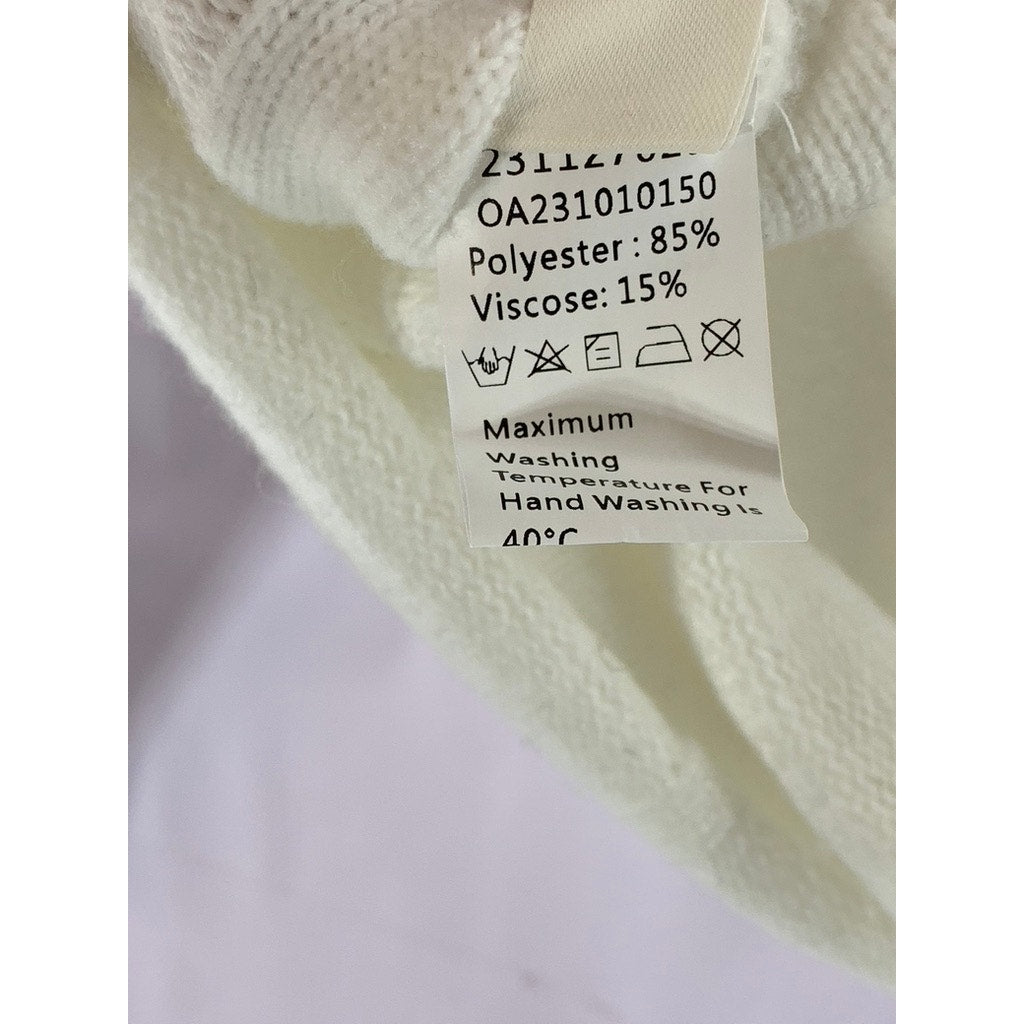 OA231010150
Polyester : 85%
Viscose: 15%
Maximum
Washing
Temperature For
Hand Washing Is
40°C